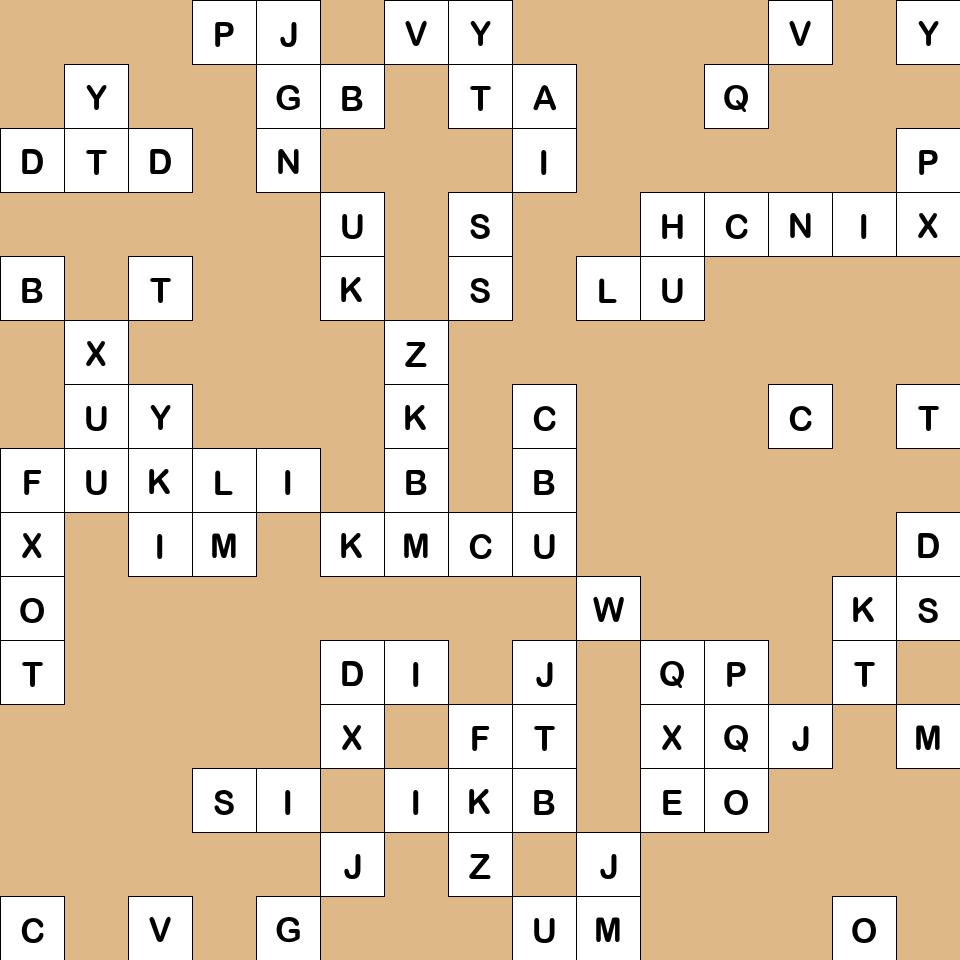 P J V Y V Y
Y G B T A Q
D T D N I P
U S H C N I X
B T K S L U
X Z
U Y K C C T
F U K L I B B
X I M K M C U D
O W K S
T D I J Q P T
X F T X Q J M
S I I K B E O
J Z J
C V G U M O